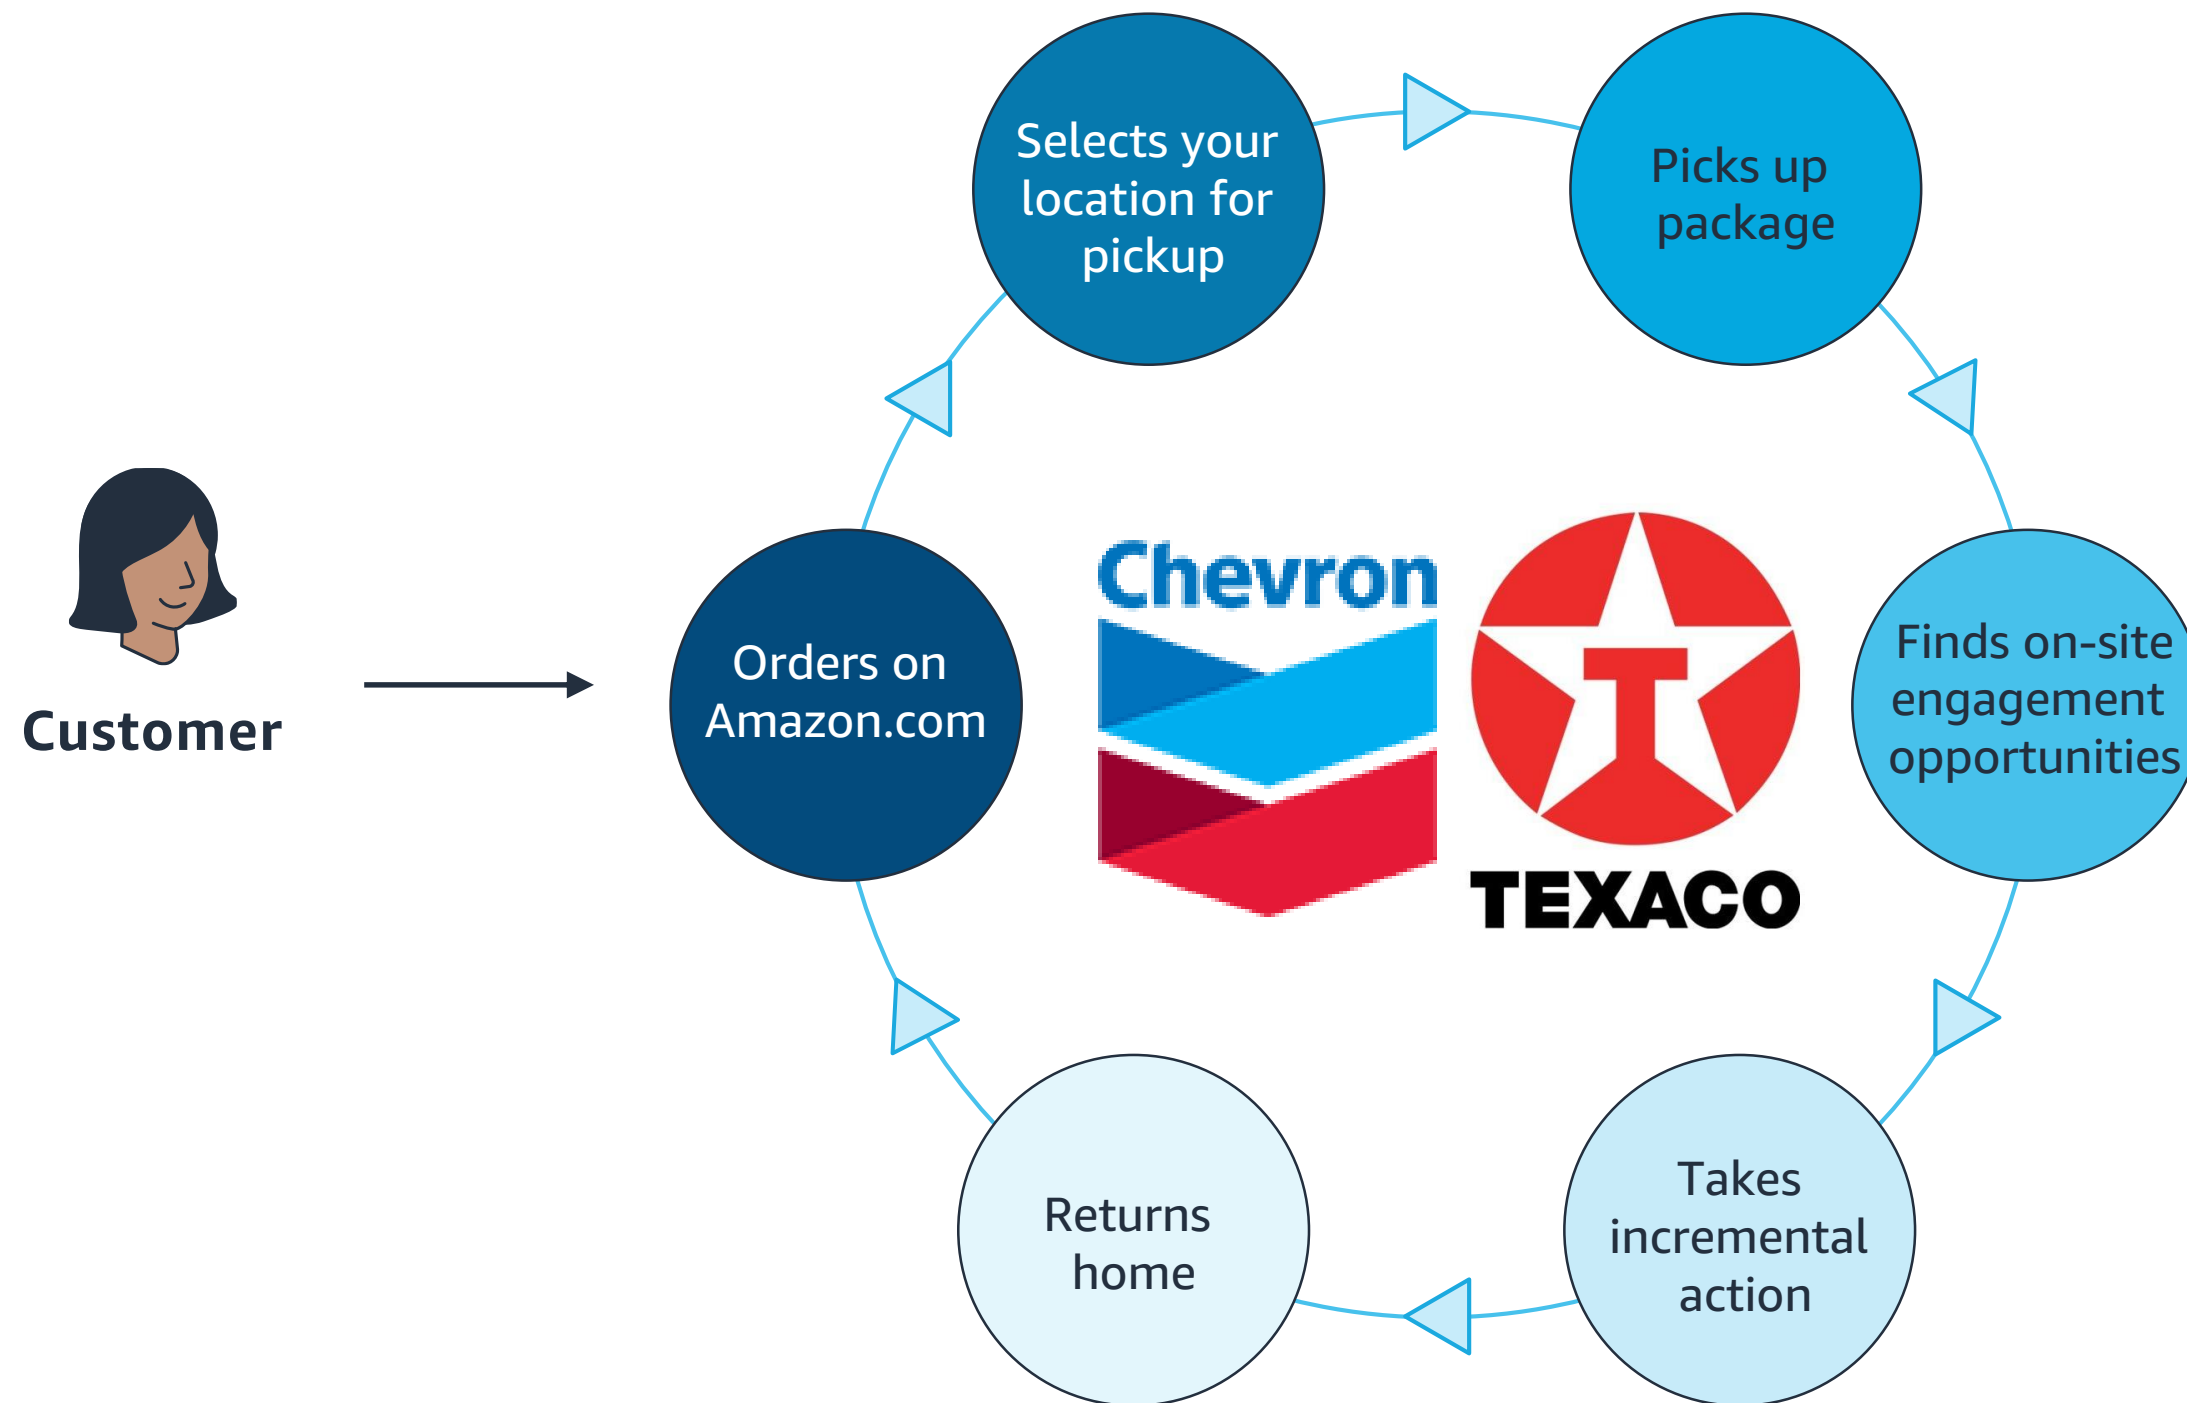 Customer
Orders on
Amazon.com
Selects your
location for
pickup
Picks up
package
Finds on-site
engagement
opportunities
Takes
incremental
action
Returns
home
Chevron
T
TEXACO